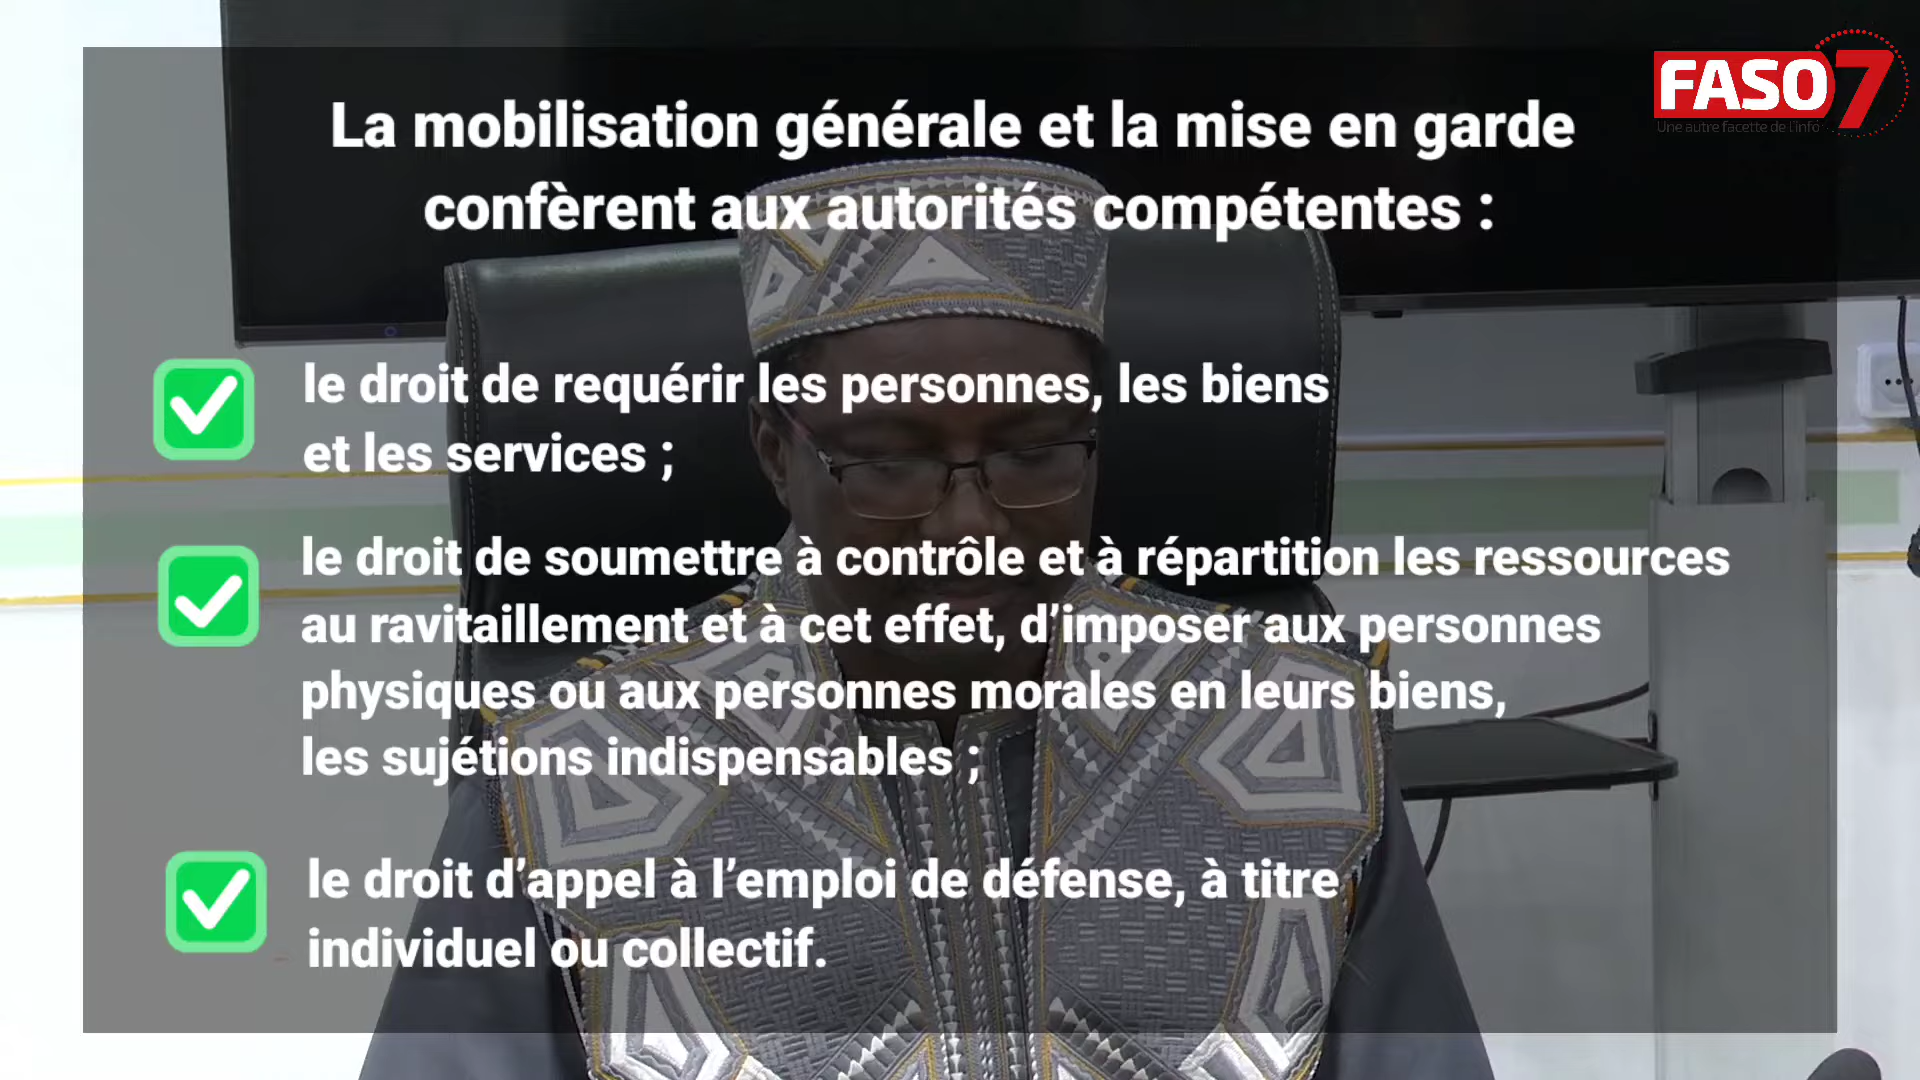 FASO7
Une autre facette de l'info
La mobilisation générale et la mise en garde
confèrent aux autorités compétentes :
le droit de requérir les personnes, les biens
et les services ;
le droit de soumettre à contrôle et à répartition les ressources
au ravitaillement et à cet effet, d’imposer aux personnes
physiques ou aux personnes morales en leurs biens,
les sujétions indispensables ;
le droit d’appel à l’emploi de défense, à titre
individuel ou collectif.